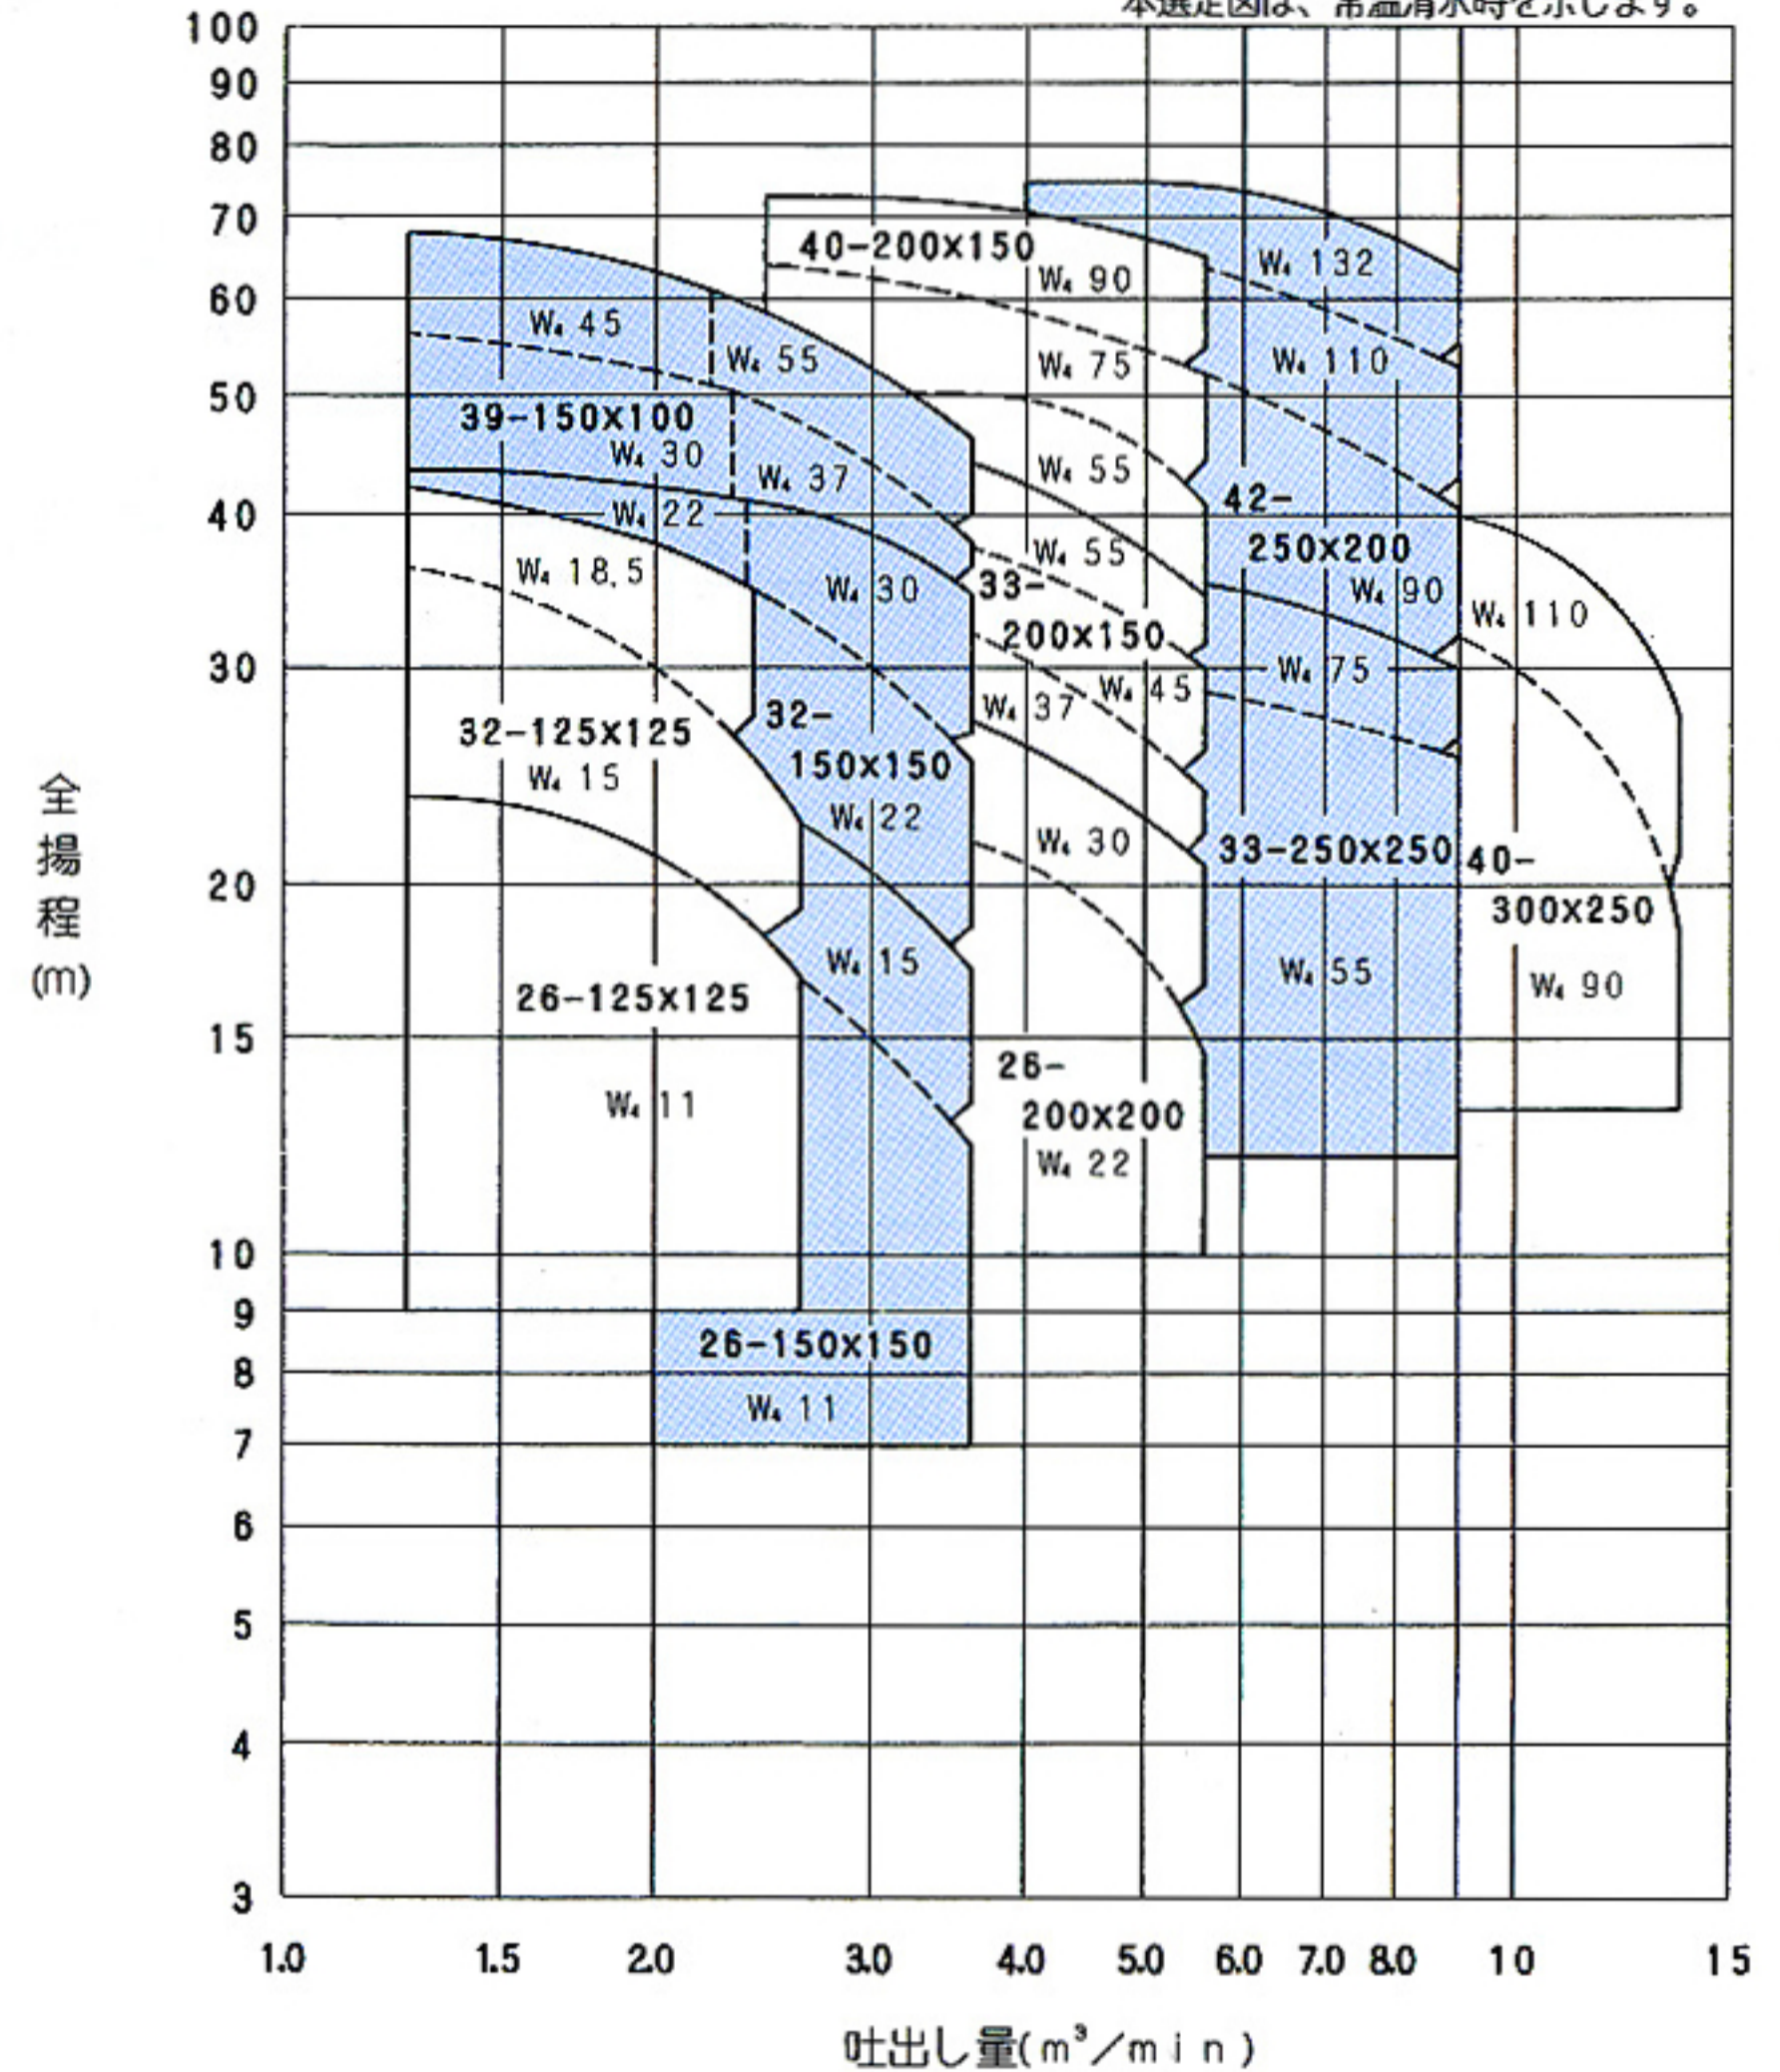 本選定図は、常温清水時を示します。
100
90
80
70
60
50
40
30
20
15
10
9
8
7
6
5
4
3
全揚程(m)
40-200X150
W₄ 90
W₄ 132
W₄ 45
W₄ 55
W₄ 75
W₄ 110
39-150X100
W₄ 30
W₄ 37
W₄ 55
42-
250X200
W₄ 90
W₄ 22
W₄ 55
W₄ 18,5
W₄ 30
33-
200X150
W₄ 110
W₄ 75
W₄ 45
W₄ 37
32-125X125
W₄ 15
32-
150X150
W₄ 22
W₄ 30
33-250X250
40-
300X250
W₄ 15
W₄ 55
W₄ 90
26-125X125
W₄ 11
26-
200X200
W₄ 22
26-150X150
W₄ 11
1.0 1.5 2.0 3.0 4.0 5.0 6.0 7.0 8.0 10 15
吐出し量(m³/min)